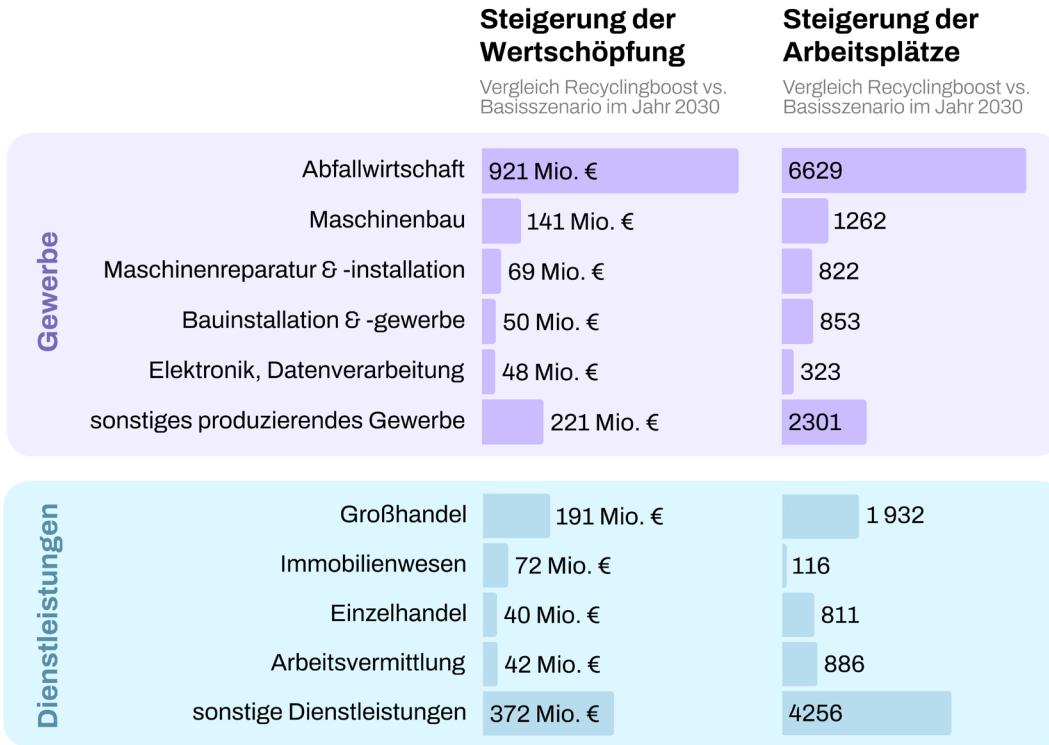 Steigerung der
Wertschöpfung
Vergleich Recyclingboost vs.
Basisszenario im Jahr 2030
Steigerung der
Arbeitsplätze
Vergleich Recyclingboost vs.
Basisszenario im Jahr 2030
Gewerbe
Abfallwirtschaft 921 Mio. € 6629
Maschinenbau 141 Mio. € 1262
Maschinenreparatur & -installation 69 Mio. € 822
Bauinstallation & -gewerbe 50 Mio. € 853
Elektronik, Datenverarbeitung 48 Mio. € 323
sonstiges produzierendes Gewerbe 221 Mio. € 2301
Dienstleistungen
Großhandel 191 Mio. € 1 932
Immobilienwesen 72 Mio. € 116
Einzelhandel 40 Mio. € 811
Arbeitsvermittlung 42 Mio. € 886
sonstige Dienstleistungen 372 Mio. € 4256